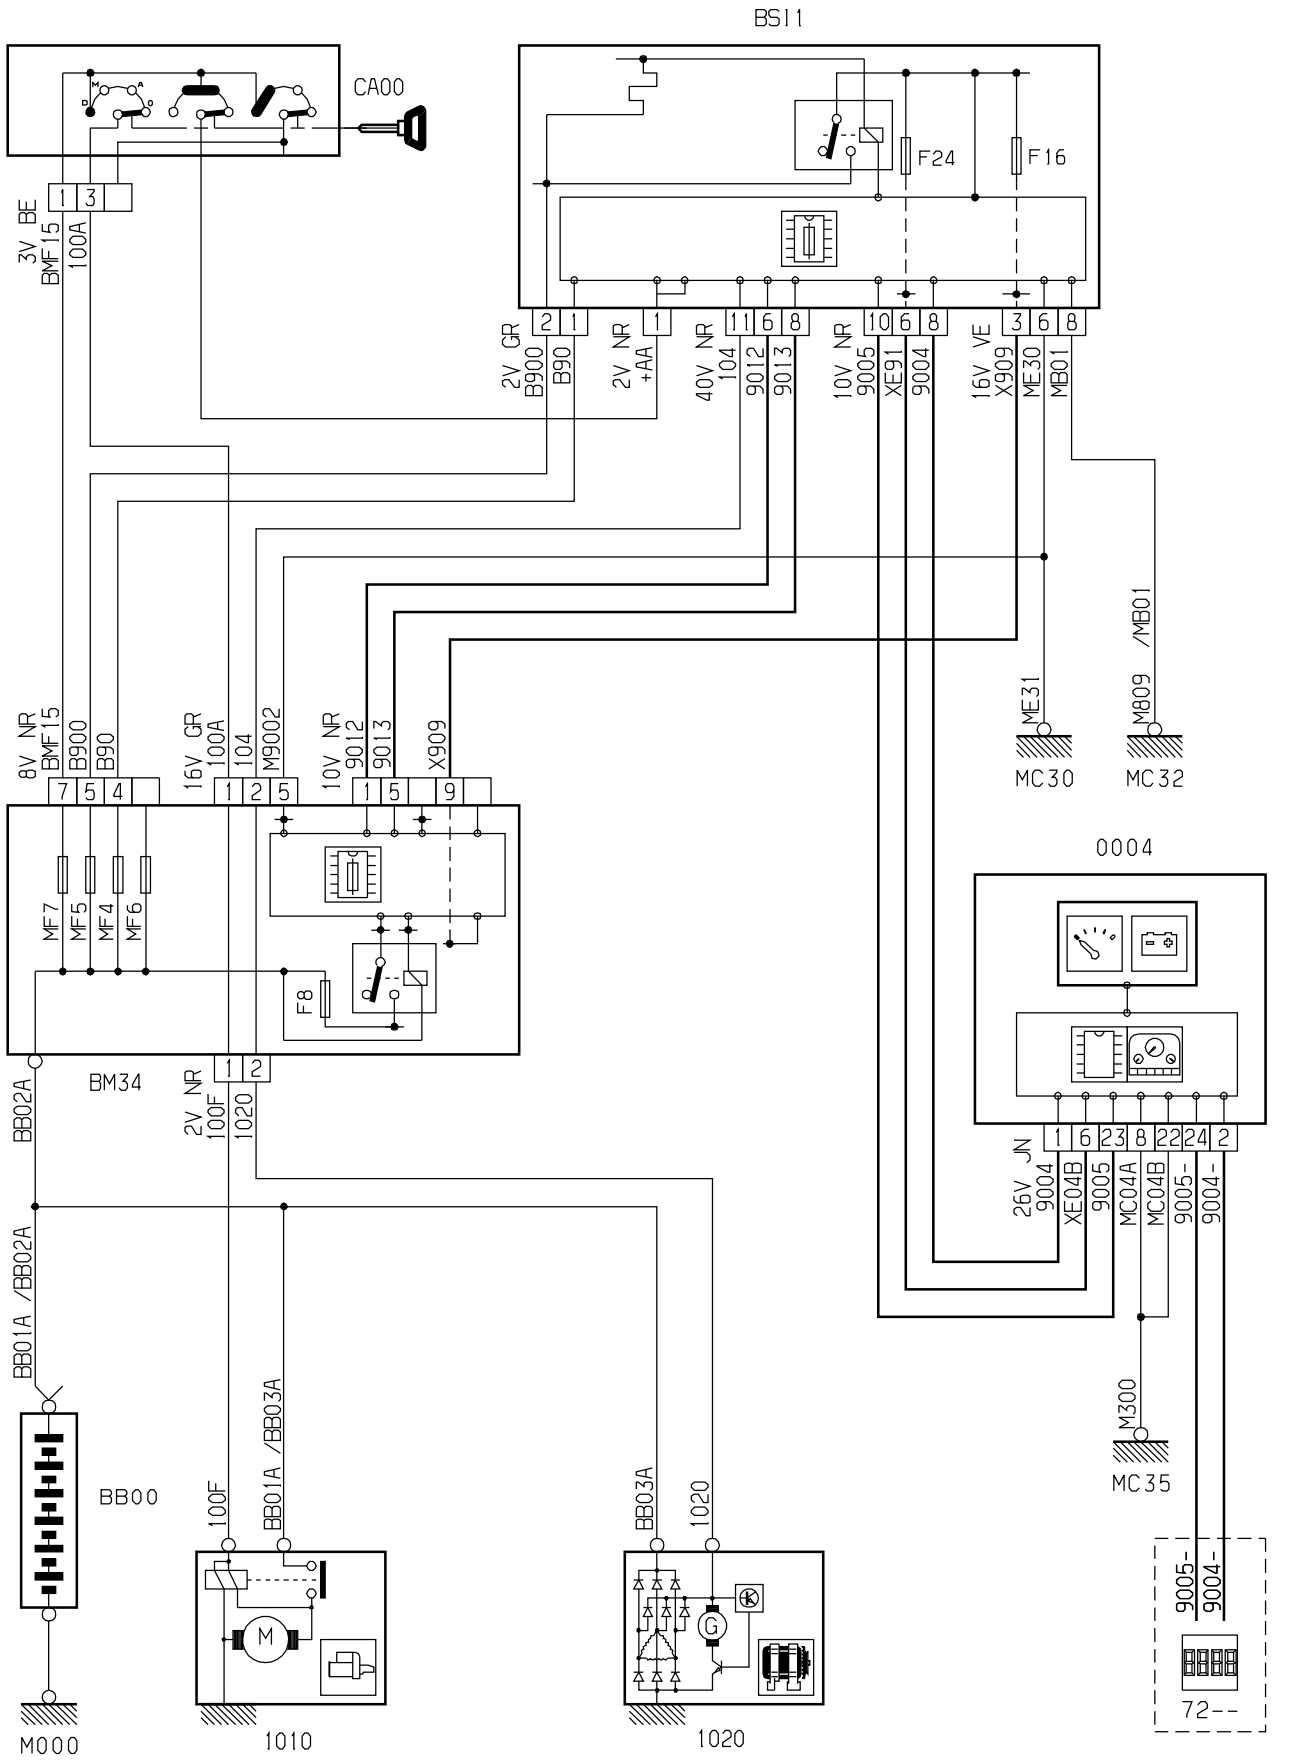 BSI1
CA00
M
A
D
O
F24
F16
1
3
3V BE
BMF15
100A
2
1
1
11
6
8
10
6
8
3
6
8
2V GR
B900
B90
2V NR
+AA
40V NR
104
9012
9013
10V NR
9005
XE91
9004
16V VE
X909
ME30
MB01
ME31
M809 /MB01
MC30
MC32
8V NR
BMF15
B900
B90
16V GR
100A
104
M9002
10V NR
9012
9013
X909
7
5
4
1
2
5
1
5
9
MF7
MF5
MF4
MF6
F8
BM34
1
2
2V NR
100F
1020
BB02A
0004
1
6
23
8
22
24
2
26V JN
9004
XE04B
9005
MC04A
MC04B
9005-
9004-
BB01A /BB02A
M300
MC35
BB00
100F
BB01A /BB03A
BB03A
1020
M
G
9005-
9004-
8888
72--
M000
1010
1020